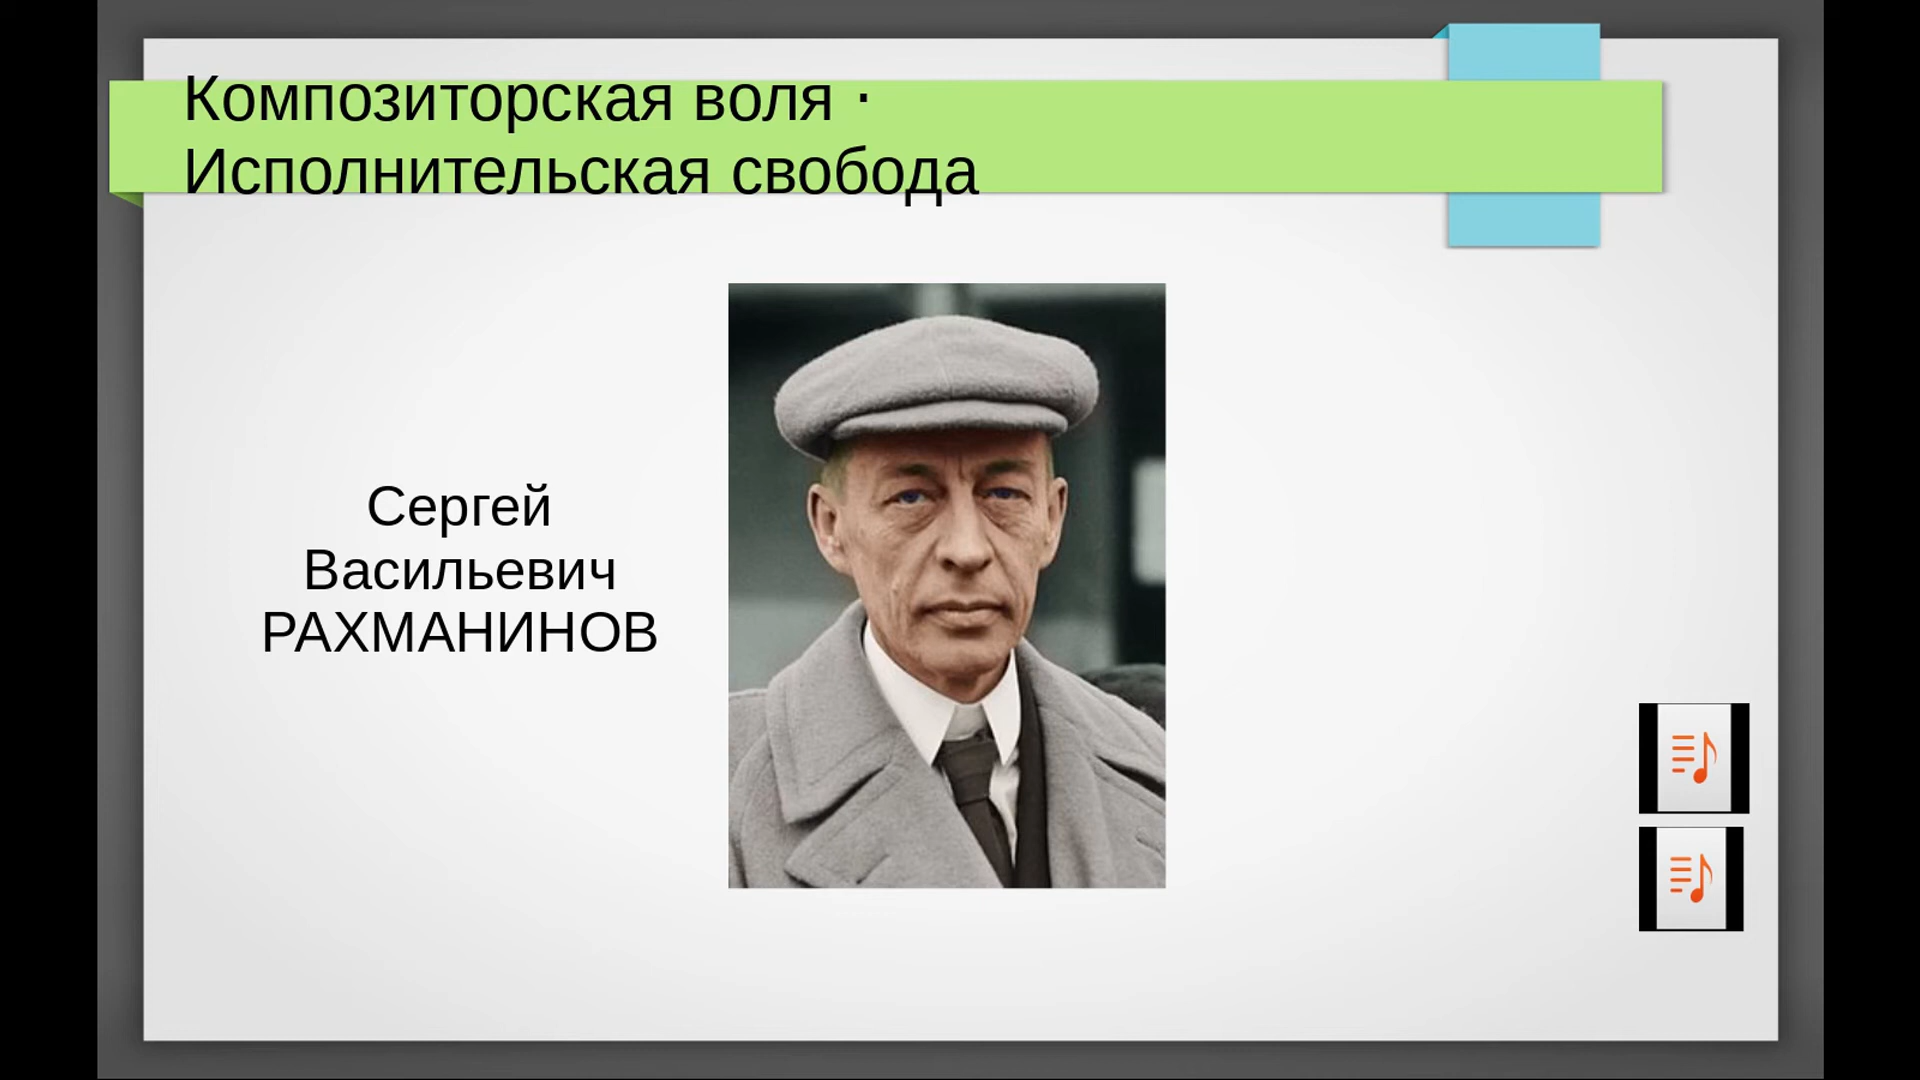 Композиторская воля ·
Исполнительская свобода
Сергей
Васильевич
РАХМАНИНОВ